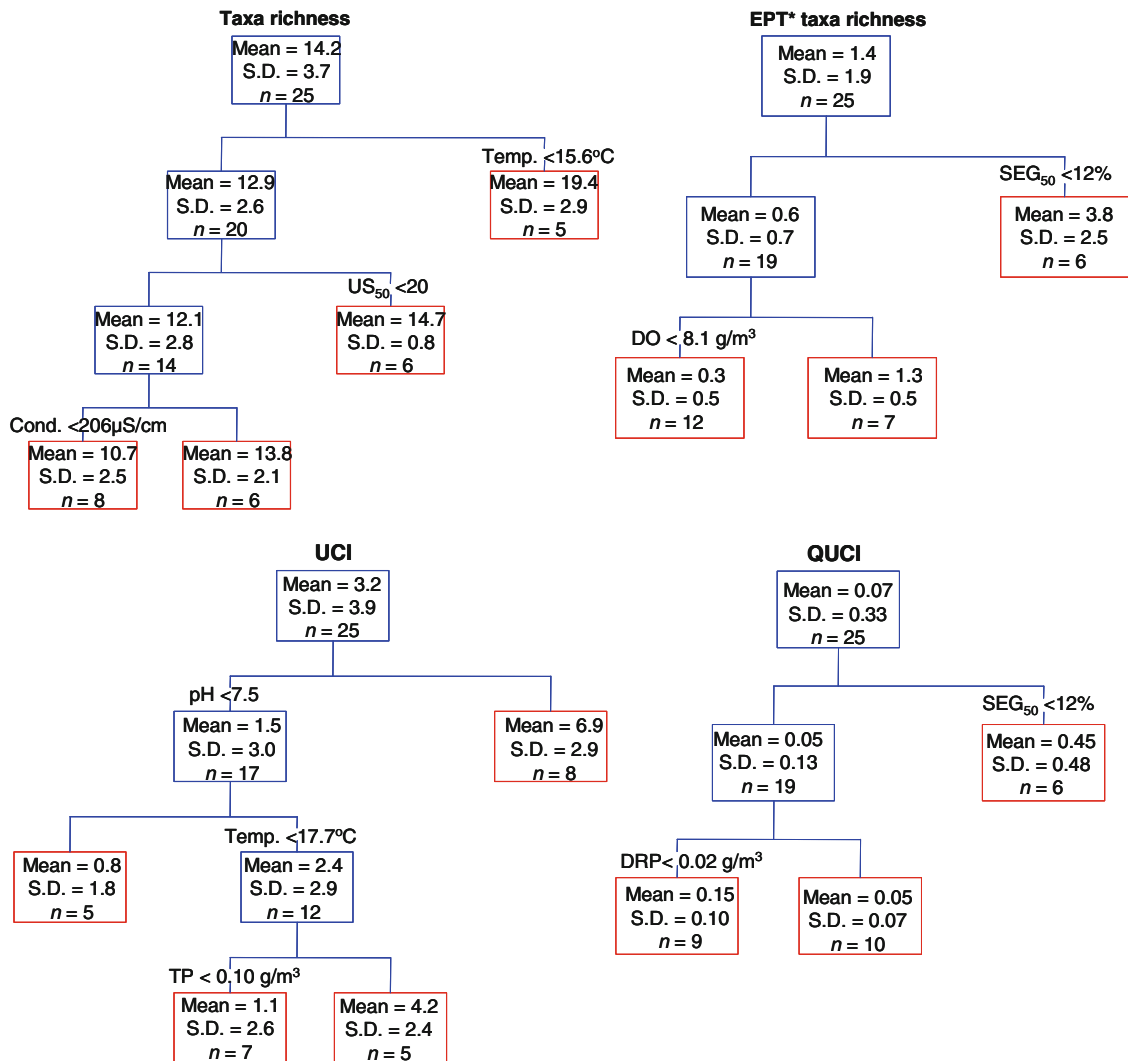 Taxa richness
Mean = 14.2
S.D. = 3.7
n = 25
Temp. <15.6ºC
Mean = 12.9
S.D. = 2.6
n = 20
Mean = 19.4
S.D. = 2.9
n = 5
US50 <20
Mean = 12.1
S.D. = 2.8
n = 14
Mean = 14.7
S.D. = 0.8
n = 6
Cond. <206µS/cm
Mean = 10.7
S.D. = 2.5
n = 8
Mean = 13.8
S.D. = 2.1
n = 6
EPT* taxa richness
Mean = 1.4
S.D. = 1.9
n = 25
SEG50 <12%
Mean = 0.6
S.D. = 0.7
n = 19
Mean = 3.8
S.D. = 2.5
n = 6
DO < 8.1 g/m³
Mean = 0.3
S.D. = 0.5
n = 12
Mean = 1.3
S.D. = 0.5
n = 7
UCI
Mean = 3.2
S.D. = 3.9
n = 25
pH <7.5
Mean = 1.5
S.D. = 3.0
n = 17
Mean = 6.9
S.D. = 2.9
n = 8
Temp. <17.7ºC
Mean = 0.8
S.D. = 1.8
n = 5
Mean = 2.4
S.D. = 2.9
n = 12
TP < 0.10 g/m³
Mean = 1.1
S.D. = 2.6
n = 7
Mean = 4.2
S.D. = 2.4
n = 5
QUCI
Mean = 0.07
S.D. = 0.33
n = 25
SEG50 <12%
Mean = 0.05
S.D. = 0.13
n = 19
Mean = 0.45
S.D. = 0.48
n = 6
DRP< 0.02 g/m³
Mean = 0.15
S.D. = 0.10
n = 9
Mean = 0.05
S.D. = 0.07
n = 10